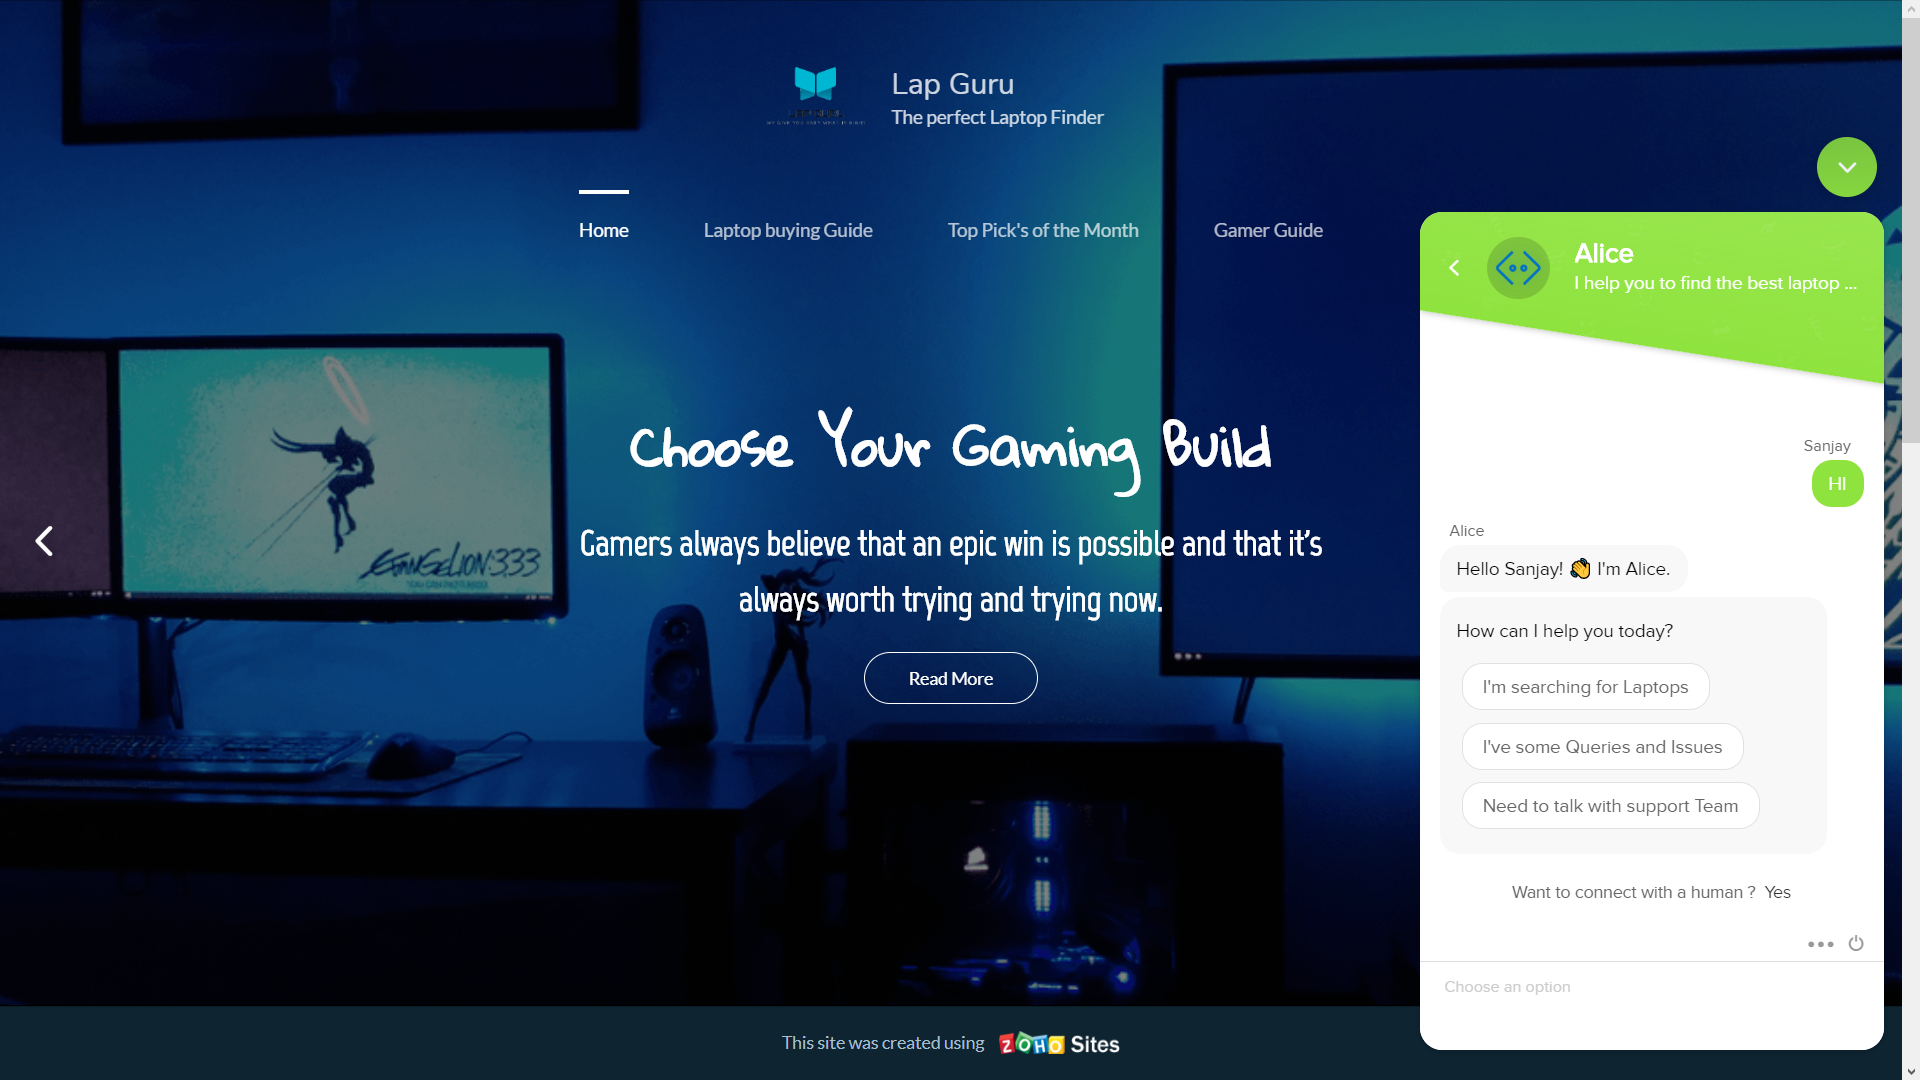 Lap Guru
The perfect Laptop Finder
Home
Laptop buying Guide
Top Pick's of the Month
Gamer Guide
Choose Your Gaming Build
Gamers always believe that an epic win is possible and that it's
always worth trying and trying now.
Read More
EVANGELION:3.33
This site was created using ZOHO Sites
Alice
I help you to find the best laptop ...
Sanjay
HI
Alice
Hello Sanjay! 👋 I'm Alice.
How can I help you today?
I'm searching for Laptops
I've some Queries and Issues
Need to talk with support Team
Want to connect with a human ? Yes
Choose an option